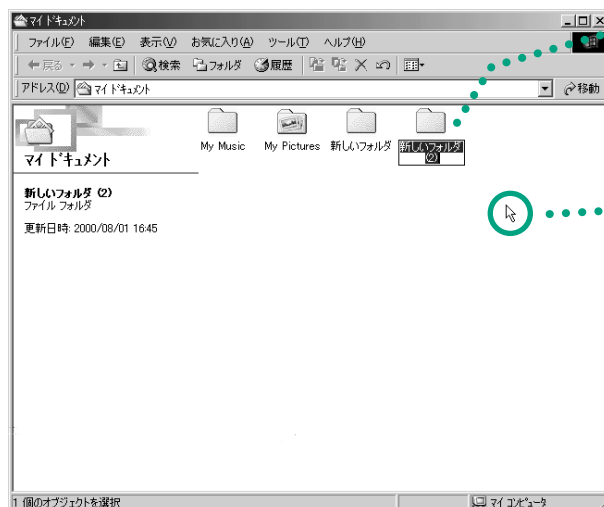 マイ ドキュメント
ファイル(F) 編集(E) 表示(V) お気に入り(A) ツール(T) ヘルプ(H)
戻る 検索 フォルダ 履歴
アドレス(D) マイ ドキュメント 移動
My Music My Pictures 新しいフォルダ 新しいフォルダ
(2)
マイ ドキュメント
新しいフォルダ (2)
ファイル フォルダ
更新日時: 2000/08/01 16:45
1 個のオブジェクトを選択 マイ コンピュータ